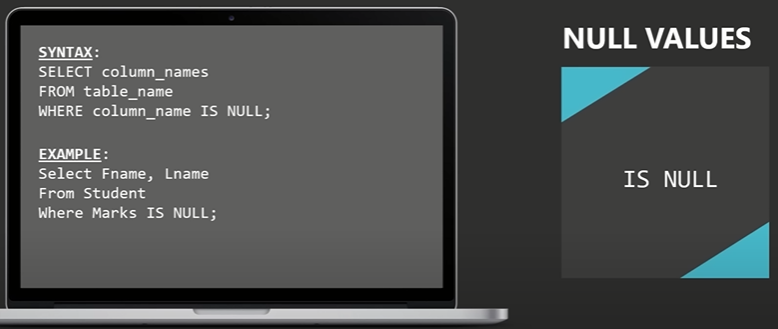 SYNTAX:
SELECT column_names
FROM table_name
WHERE column_name IS NULL;
EXAMPLE:
Select Fname, Lname
From Student
Where Marks IS NULL;
NULL VALUES
IS NULL